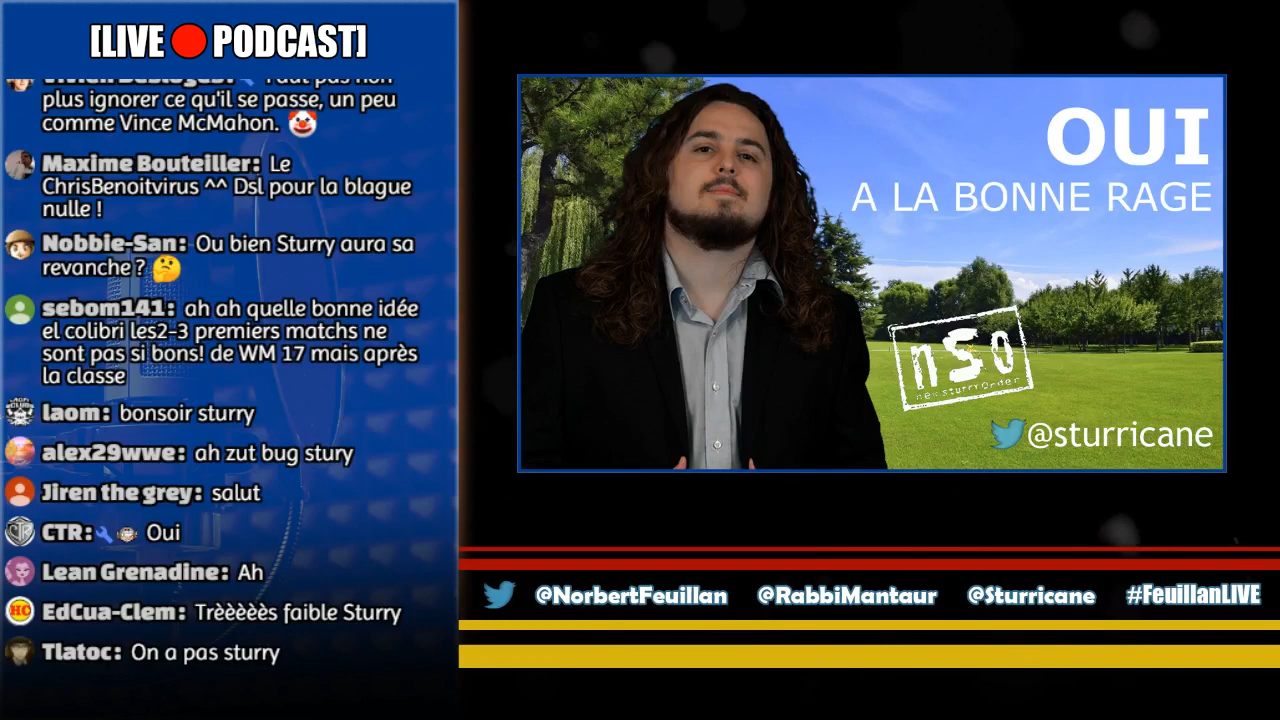 [LIVE PODCAST]
plus ignorer ce qu'il se passe, un peu
comme Vince McMahon.
Maxime Bouteiller: Le
ChrisBenoitvirus ^^ Dsl pour la blague
nulle !
Nobbie-San: Ou bien Sturry aura sa
revanche ?
sebom141: ah ah quelle bonne idée
el colibri les2-3 premiers matchs ne
sont pas si bons! de WM 17 mais après
la classe
laom: bonsoir sturry
alex29wwe: ah zut bug stury
Jiren the grey: salut
CTR: Oui
Lean Grenadine: Ah
EdCua-Clem: Trèèèèès faible Sturry
Tlatoc: On a pas sturry
OUI
A LA BONNE RAGE
nSo
new sturry Order
@sturricane
@NorbertFeuillan @RabbiMantaur @Sturricane #FeuillanLIVE